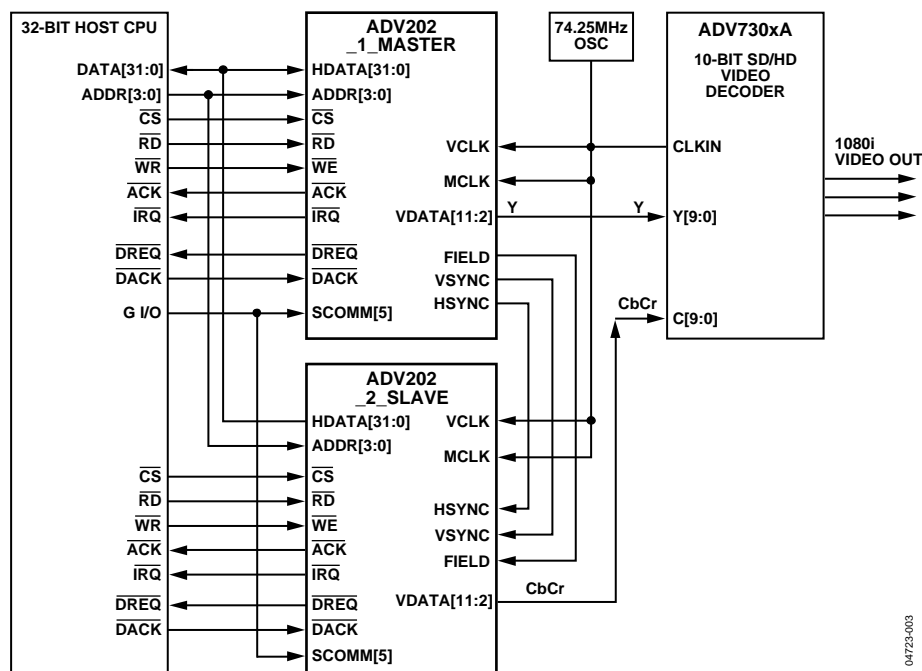 32-BIT HOST CPU
DATA[31:0]
ADDR[3:0]
CS
RD
WR
ACK
IRQ
DREQ
DACK
G I/O
CS
RD
WR
ACK
IRQ
DREQ
DACK
ADV202
_1_MASTER
HDATA[31:0]
ADDR[3:0]
CS
RD
WE
ACK
IRQ
DREQ
DACK
SCOMM[5]
VCLK
MCLK
VDATA[11:2]
FIELD
VSYNC
HSYNC
ADV202
_2_SLAVE
HDATA[31:0]
ADDR[3:0]
CS
RD
WE
ACK
IRQ
DREQ
DACK
SCOMM[5]
VCLK
MCLK
HSYNC
VSYNC
FIELD
VDATA[11:2]
74.25MHz
OSC
Y
Y
CbCr
CbCr
ADV730xA
10-BIT SD/HD
VIDEO
DECODER
CLKIN
Y[9:0]
C[9:0]
1080i
VIDEO OUT
04723-003